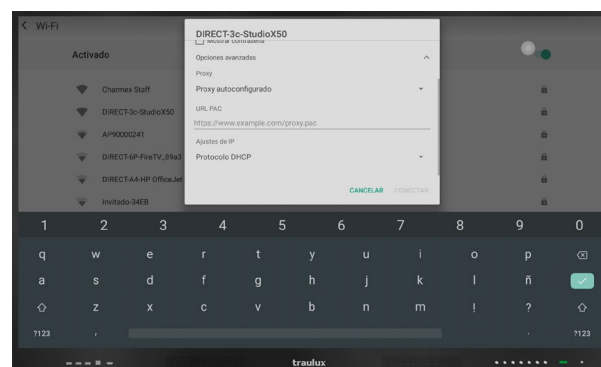 Wi-Fi
DIRECT-3c-StudioX50
Mostrar contraseña
Activado
Opciones avanzadas
Proxy
Charmex Staff
Proxy autoconfigurado
DIRECT-3c-StudioX50
URL PAC
https://www.example.com/proxy.pac
AP90000241
Ajustes de IP
DIRECT-6P-FireTV_89a3
Protocolo DHCP
DIRECT-A4-HP OfficeJet
CANCELAR CONECTAR
Invitado-34EB
1 2 3 4 5 6 7 8 9 0
q w e r t y u i o p
a s d f g h j k l ñ
z x c v b n m ! ?
?123 , . ?123
traulux